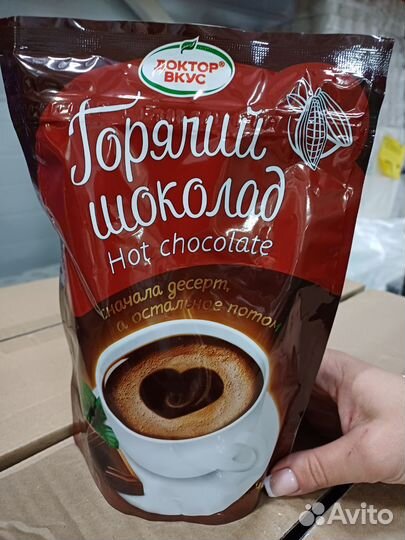 ДОКТОР®
ВКУС
Горячий
шоколад
Hot chocolate
сначала десерт,
а остальное потом
Avito